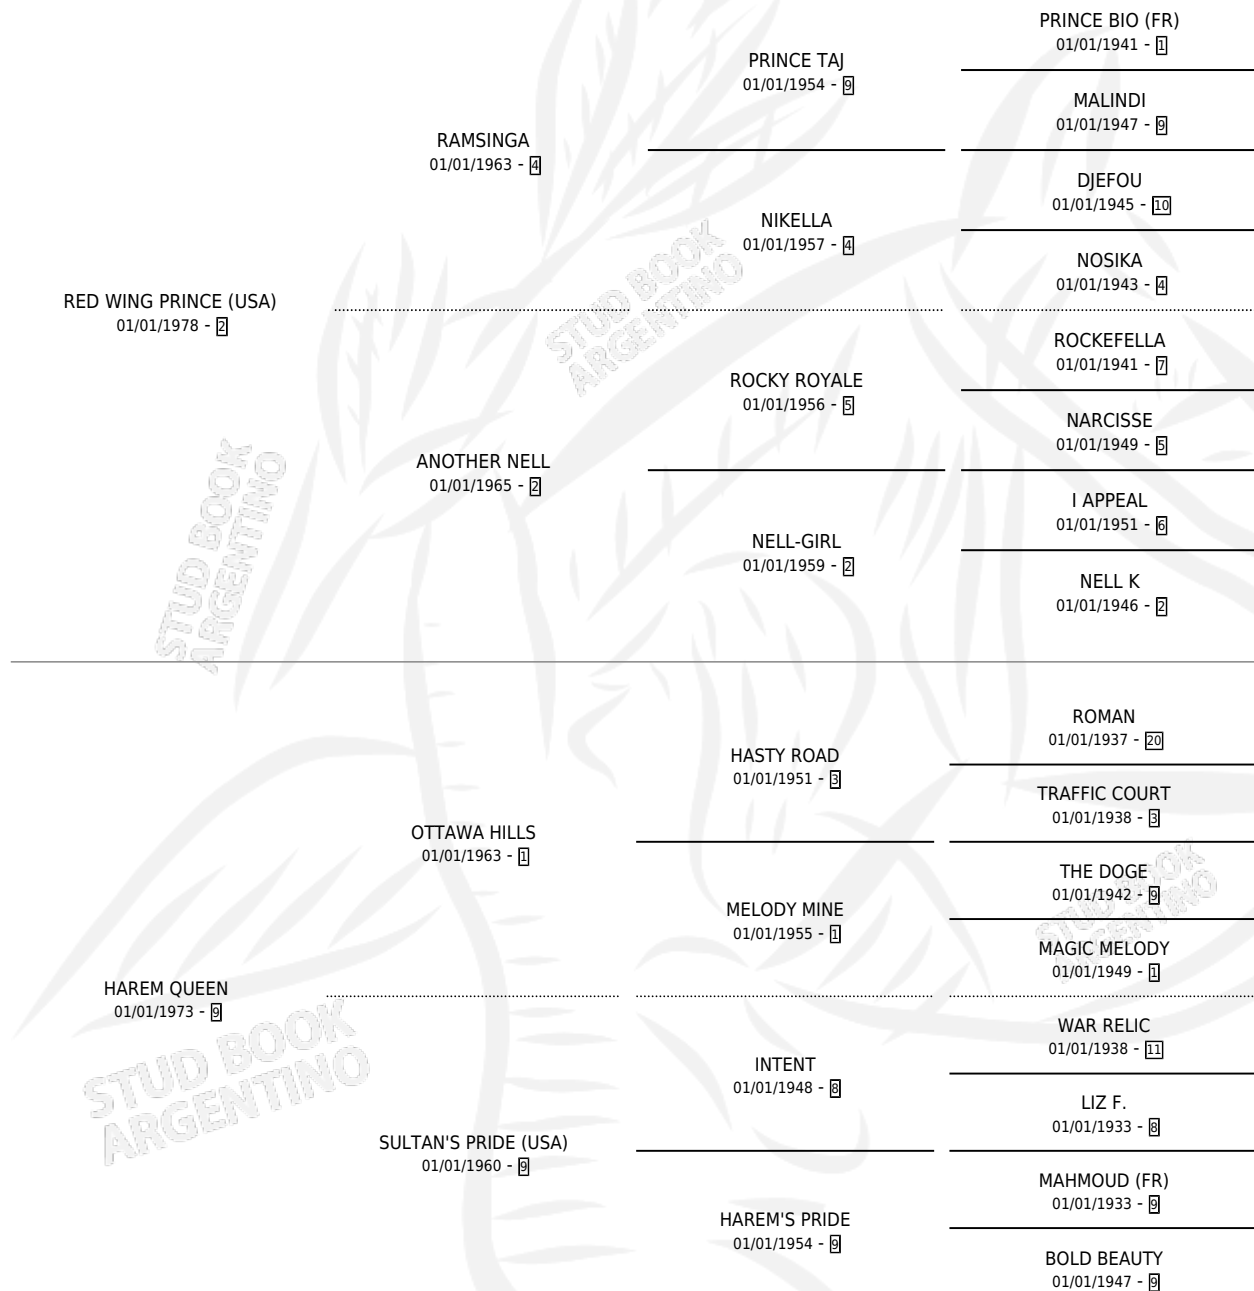 PRINCE BIO (FR)
01/01/1941 - 1
PRINCE TAJ
01/01/1954 - 9
MALINDI
01/01/1947 - 9
RAMSINGA
01/01/1963 - 4
DJEFOU
01/01/1945 - 10
NIKELLA
01/01/1957 - 4
NOSIKA
01/01/1943 - 4
RED WING PRINCE (USA)
01/01/1978 - 2
ROCKEFELLA
01/01/1941 - 7
ROCKY ROYALE
01/01/1956 - 5
NARCISSE
01/01/1949 - 5
ANOTHER NELL
01/01/1965 - 2
I APPEAL
01/01/1951 - 6
NELL-GIRL
01/01/1959 - 2
NELL K
01/01/1946 - 2
ROMAN
01/01/1937 - 20
HASTY ROAD
01/01/1951 - 3
TRAFFIC COURT
01/01/1938 - 3
OTTAWA HILLS
01/01/1963 - 1
THE DOGE
01/01/1942 - 9
MELODY MINE
01/01/1955 - 1
MAGIC MELODY
01/01/1949 - 1
HAREM QUEEN
01/01/1973 - 9
WAR RELIC
01/01/1938 - 11
INTENT
01/01/1948 - 8
LIZ F.
01/01/1933 - 8
SULTAN'S PRIDE (USA)
01/01/1960 - 9
MAHMOUD (FR)
01/01/1933 - 9
HAREM'S PRIDE
01/01/1954 - 9
BOLD BEAUTY
01/01/1947 - 9
STUD BOOK
ARGENTINO
STUD BOOK
ARGENTINO
STUD BOOK
ARGENTINO
STUD BOOK
ARGENTINO